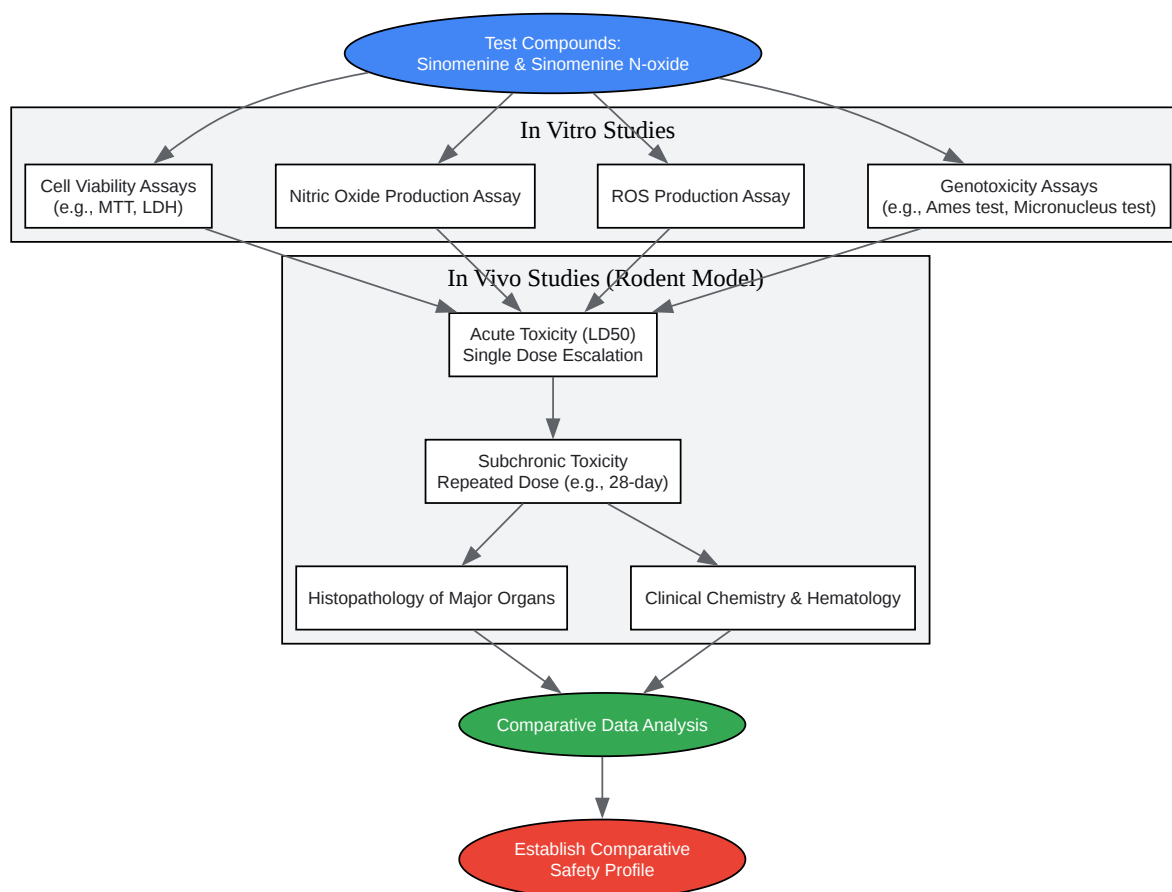 Test Compounds:
Sinomenine & Sinomenine N-oxide
In Vitro Studies
Cell Viability Assays
(e.g., MTT, LDH)
Nitric Oxide Production Assay
ROS Production Assay
Genotoxicity Assays
(e.g., Ames test, Micronucleus test)
In Vivo Studies (Rodent Model)
Acute Toxicity (LD50)
Single Dose Escalation
Subchronic Toxicity
Repeated Dose (e.g., 28-day)
Histopathology of Major Organs
Clinical Chemistry & Hematology
Comparative Data Analysis
Establish Comparative
Safety Profile